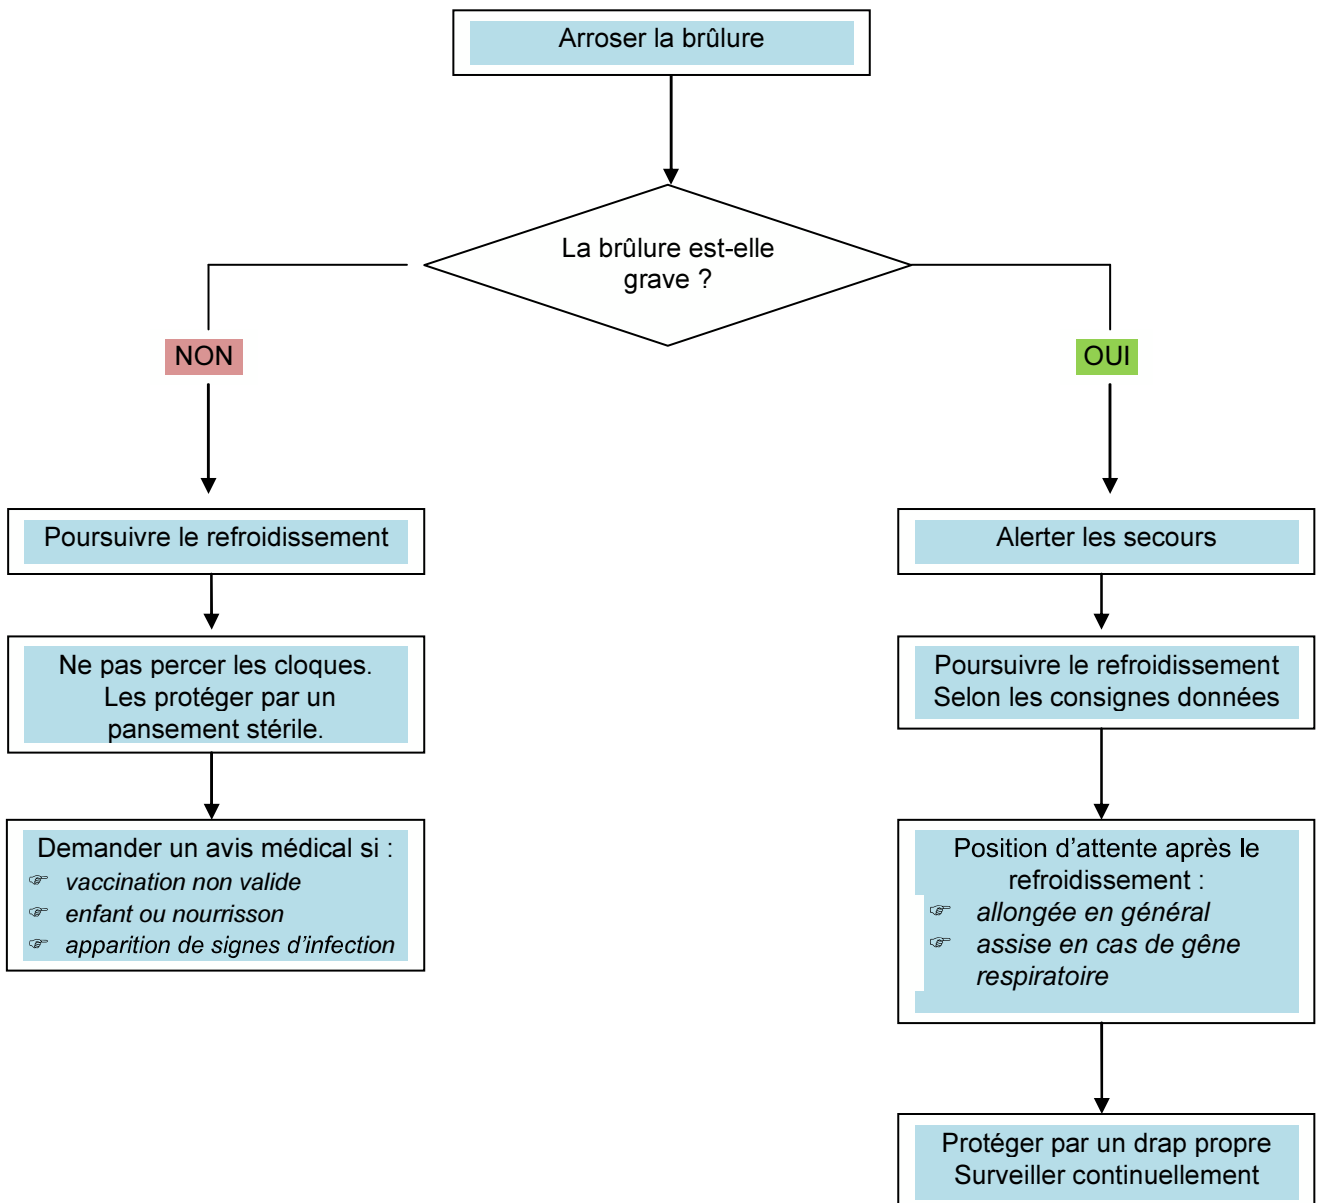 Arroser la brûlure
La brûlure est-elle
grave ?
NON
OUI
Poursuivre le refroidissement
Ne pas percer les cloques.
Les protéger par un
pansement stérile.
Demander un avis médical si :
☞ vaccination non valide
☞ enfant ou nourrisson
☞ apparition de signes d’infection
Alerter les secours
Poursuivre le refroidissement
Selon les consignes données
Position d’attente après le
refroidissement :
☞ allongée en général
☞ assise en cas de gêne
respiratoire
Protéger par un drap propre
Surveiller continuellement